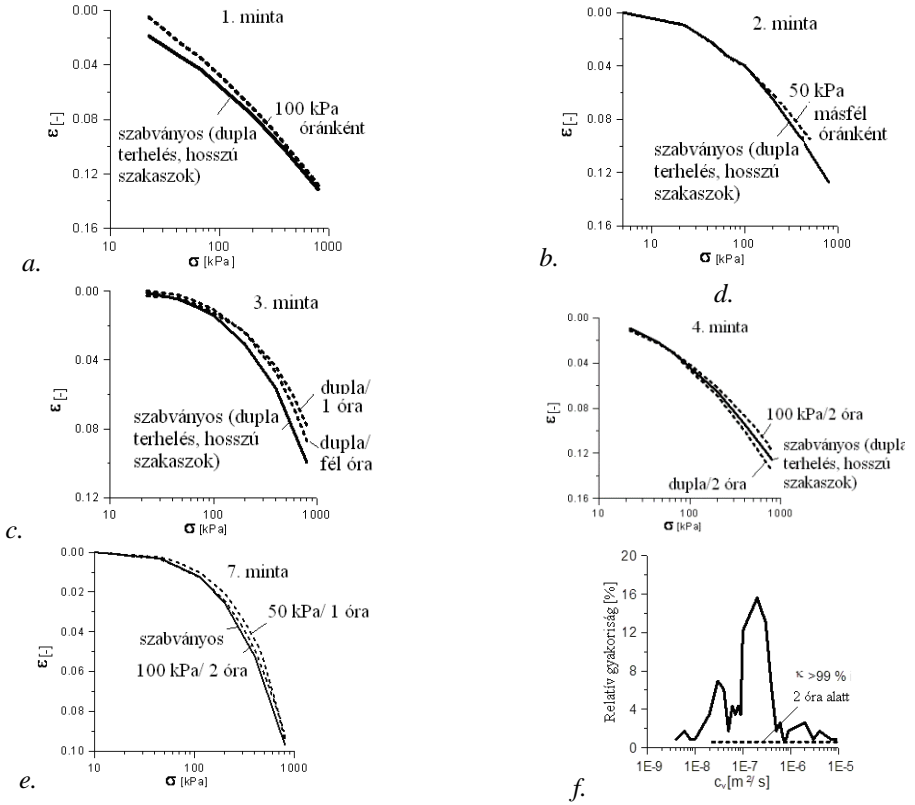 0.00
1. minta
0.04
0.08
ε [-]
100 kPa
óránként
szabványos (dupla
terhelés, hosszú
szakaszok)
0.12
0.16
10
100
1000
σ [kPa]
a.
0.00
2. minta
0.04
0.08
ε [-]
50 kPa
másfél
óránként
szabványos (dupla
terhelés, hosszú
szakaszok)
0.12
0.16
10
100
1000
σ [kPa]
b.
d.
0.00
3. minta
0.04
0.08
ε [-]
dupla/
1 óra
szabványos (dupla
terhelés, hosszú
szakaszok)
dupla/
fél óra
0.12
10
100
1000
σ [kPa]
c.
0.00
4. minta
0.04
0.08
ε [-]
100 kPa/2 óra
szabványos (dupla
terhelés, hosszú
szakaszok)
dupla/2 óra
0.12
0.16
10
100
1000
σ [kPa]
0.00
7. minta
0.02
0.04
ε [-]
50 kPa/ 1 óra
szabványos
100 kPa/ 2 óra
0.06
0.08
0.10
10
100
1000
σ [kPa]
e.
20
16
12
8
4
0
Relatív gyakoriság [%]
κ >99 %
2 óra alatt
1E-9
1E-8
1E-7
1E-6
1E-5
cᵥ [m²/ s]
f.